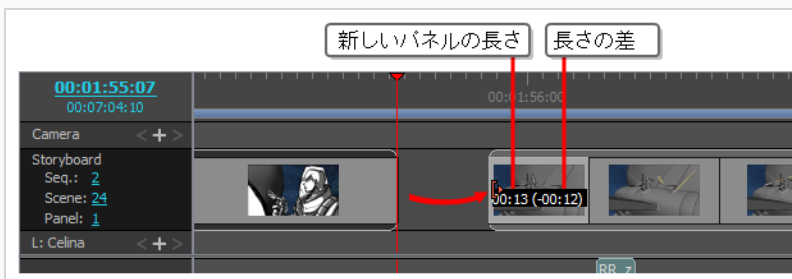 新しいパネルの長さ
長さの差
00:01:55:07
00:07:04:10
00:01:56:00
Camera < + >
Storyboard
Seq.: 2
Scene: 24
Panel: 1
00:13 (-00:12)
L: Celina < + >
RR_z